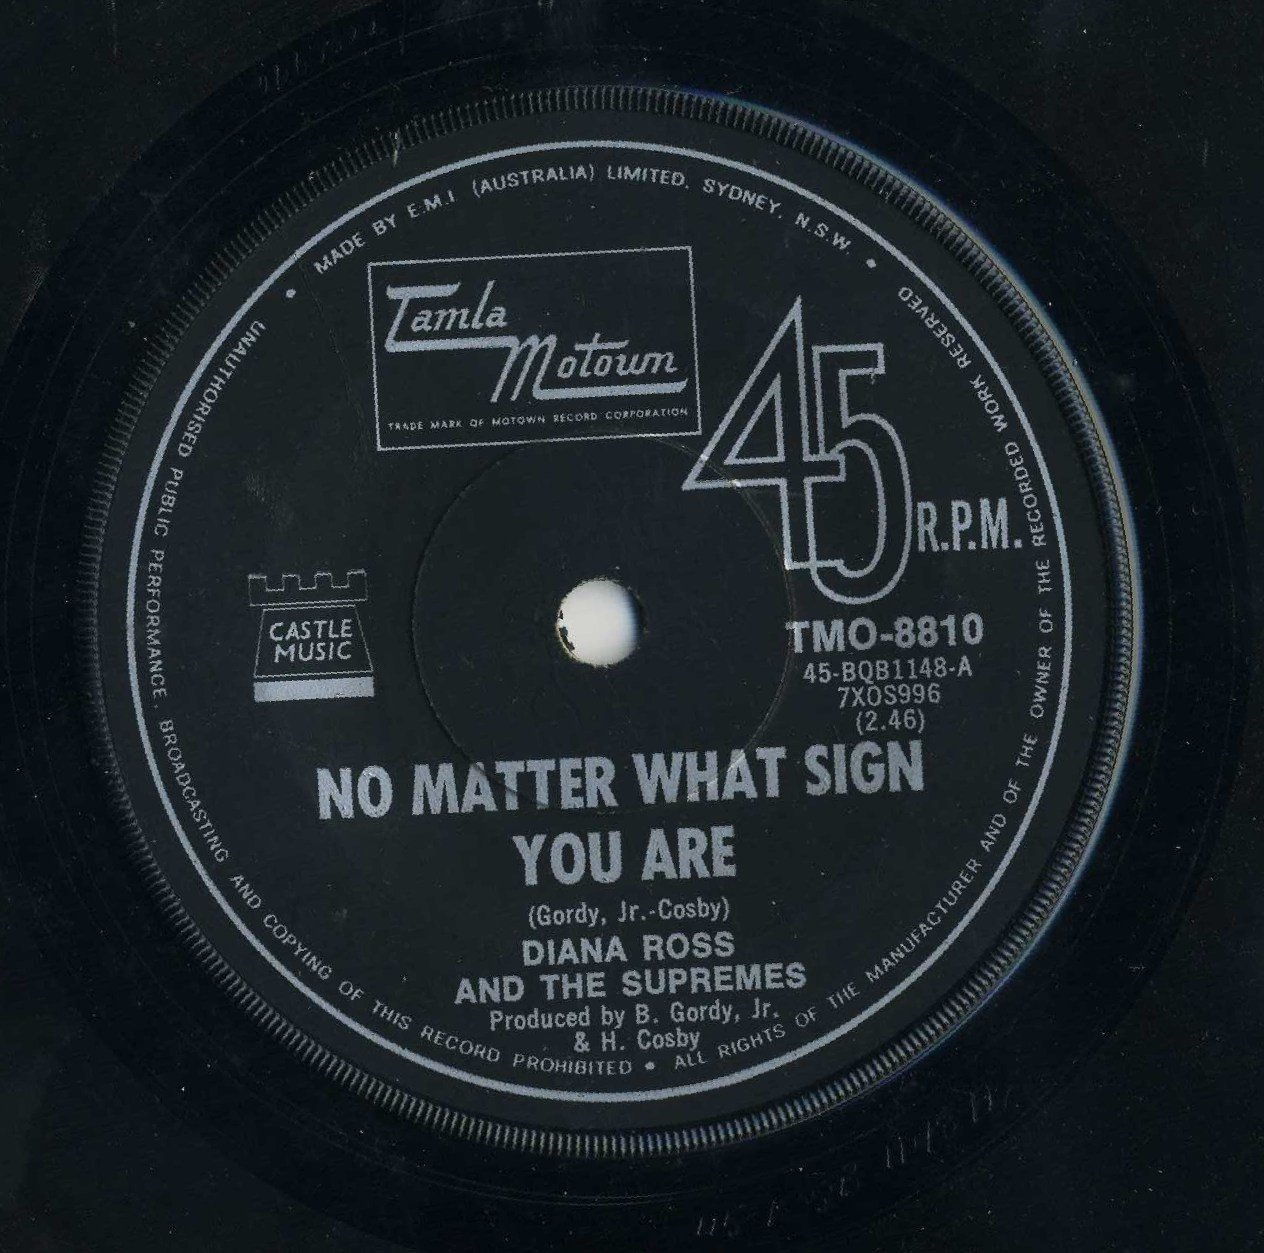 MADE BY E.M.I (AUSTRALIA) LIMITED. SYDNEY. N.S.W. •
UNAUTHORISED PUBLIC PERFORMANCE. BROADCASTING AND COPYING OF THIS RECORD PROHIBITED • ALL RIGHTS OF THE MANUFACTURER AND OF THE OWNER OF THE RECORDED WORK RESERVED
Tamla
Motown
TRADE MARK OF MOTOWN RECORD CORPORATION
45 R.P.M.
CASTLE
MUSIC
TMO-8810
45-BQB1148-A
7XOS996
(2.46)
NO MATTER WHAT SIGN
YOU ARE
(Gordy, Jr.-Cosby)
DIANA ROSS
AND THE SUPREMES
Produced by B. Gordy, Jr.
& H. Cosby